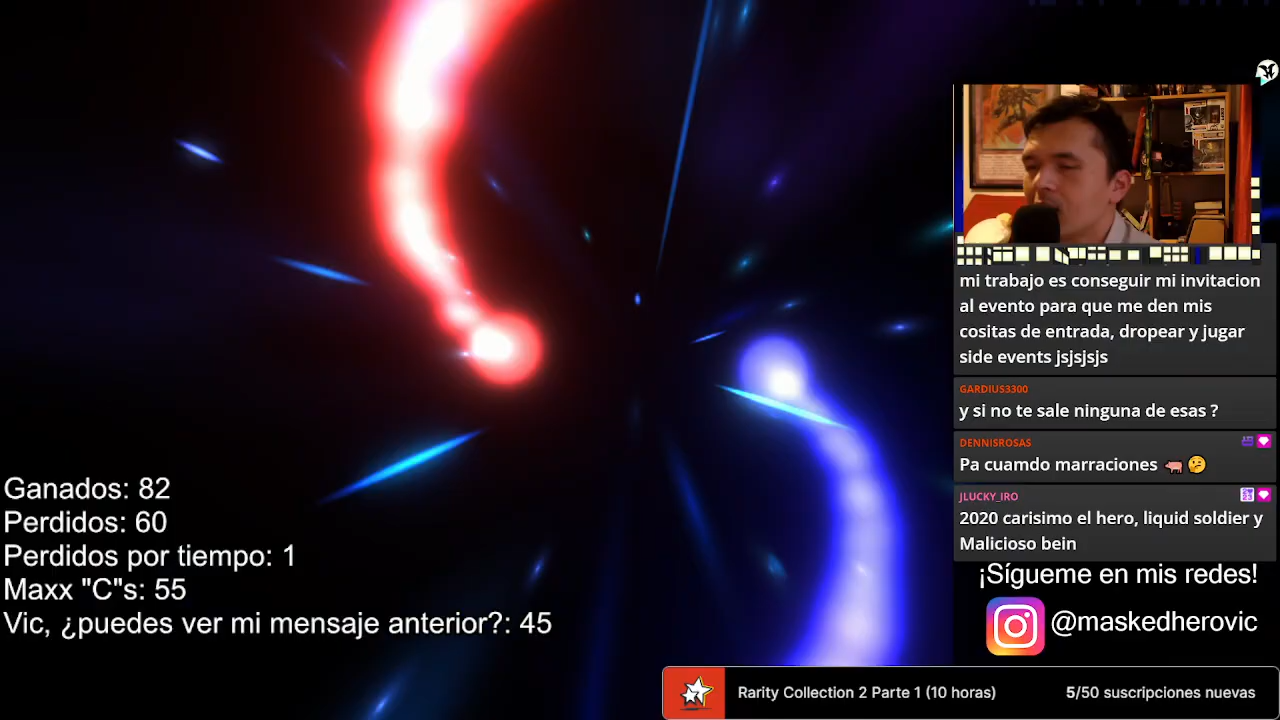 mi trabajo es conseguir mi invitacion
al evento para que me den mis
cositas de entrada, dropear y jugar
side events jsjsjsjs
GARDIUS3300
y si no te sale ninguna de esas ?
DENNISROSAS
Pa cuamdo marraciones 🐖 🤔
JLUCKY_IRO
2020 carisimo el hero, liquid soldier y
Malicioso bein
Ganados: 82
Perdidos: 60
Perdidos por tiempo: 1
Maxx "C"s: 55
Vic, ¿puedes ver mi mensaje anterior?: 45
¡Sígueme en mis redes!
@maskedherovic
Rarity Collection 2 Parte 1 (10 horas) 5/50 suscripciones nuevas